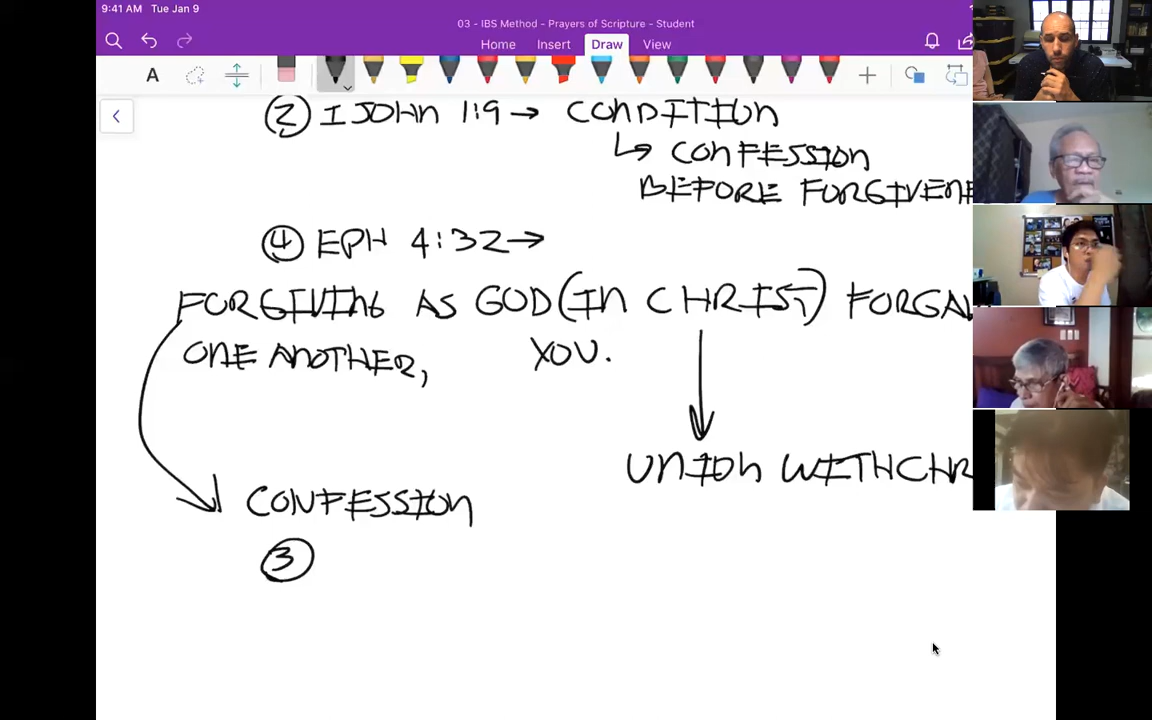 9:41 AM Tue Jan 9
03 - IBS Method - Prayers of Scripture - Student
Home Insert Draw View
A
② I JOHN 1:9 → CONDITION
↳ CONFESSION
BEFORE FORGIVENE
④ EPH 4:32 →
FORGIVING AS GOD (IN CHRIST) FORGA
ONE ANOTHER, YOU.
UNION WITH CHR
CONFESSION
③